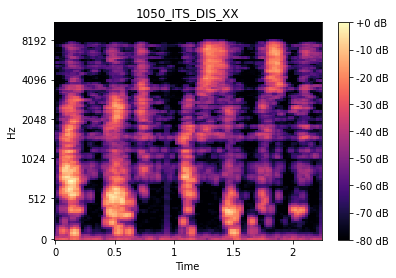 1050_ITS_DIS_XX
8192
4096
2048
1024
512
0
Hz
0
0.5
1
1.5
2
Time
+0 dB
-10 dB
-20 dB
-30 dB
-40 dB
-50 dB
-60 dB
-70 dB
-80 dB